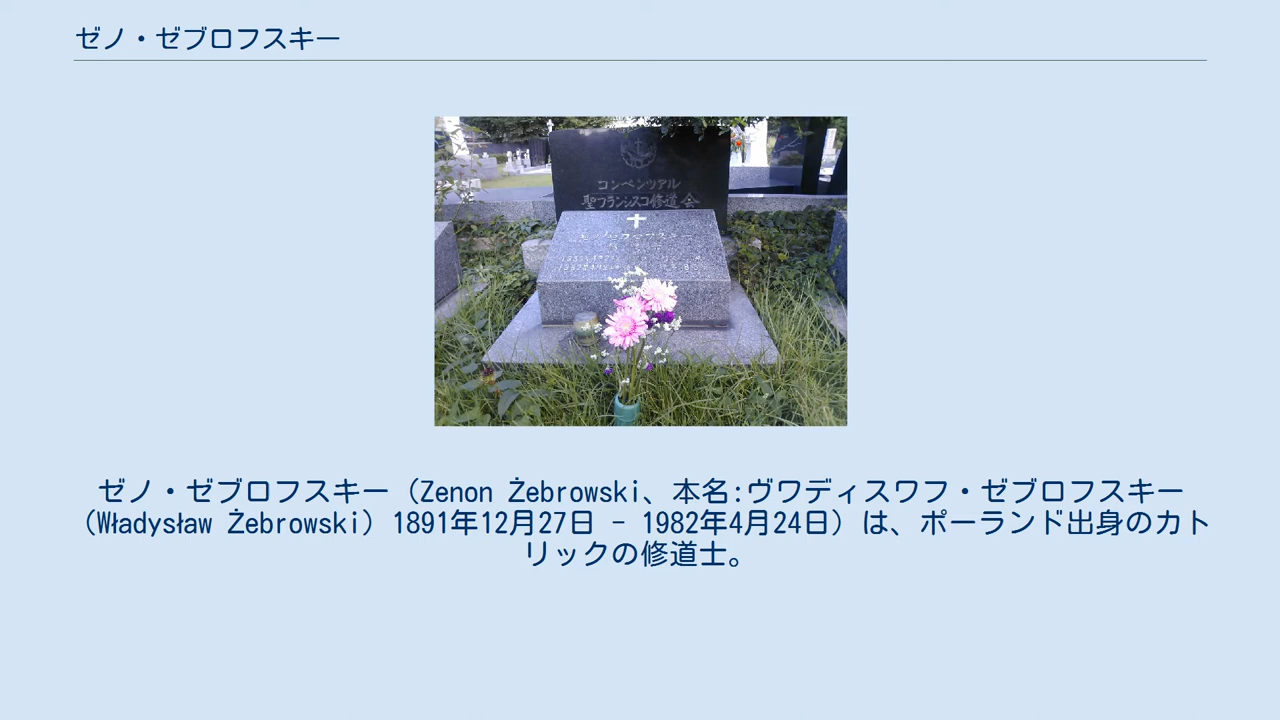 ゼノ・ゼブロフスキー
コンベンツアル
聖フランシスコ修道会
ゼノ・ゼブロフスキー（Zenon Żebrowski、本名:ヴワディスワフ・ゼブロフスキー
（Władysław Żebrowski）1891年12月27日 - 1982年4月24日）は、ポーランド出身のカト
リックの修道士。